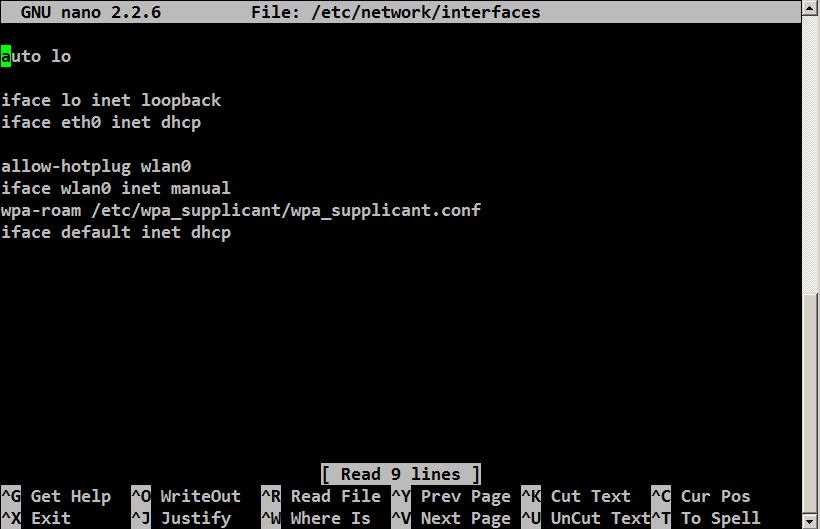 GNU nano 2.2.6 File: /etc/network/interfaces
auto lo
iface lo inet loopback
iface eth0 inet dhcp
allow-hotplug wlan0
iface wlan0 inet manual
wpa-roam /etc/wpa_supplicant/wpa_supplicant.conf
iface default inet dhcp
[ Read 9 lines ]
^G Get Help ^O WriteOut ^R Read File ^Y Prev Page ^K Cut Text ^C Cur Pos
^X Exit ^J Justify ^W Where Is ^V Next Page ^U UnCut Text ^T To Spell